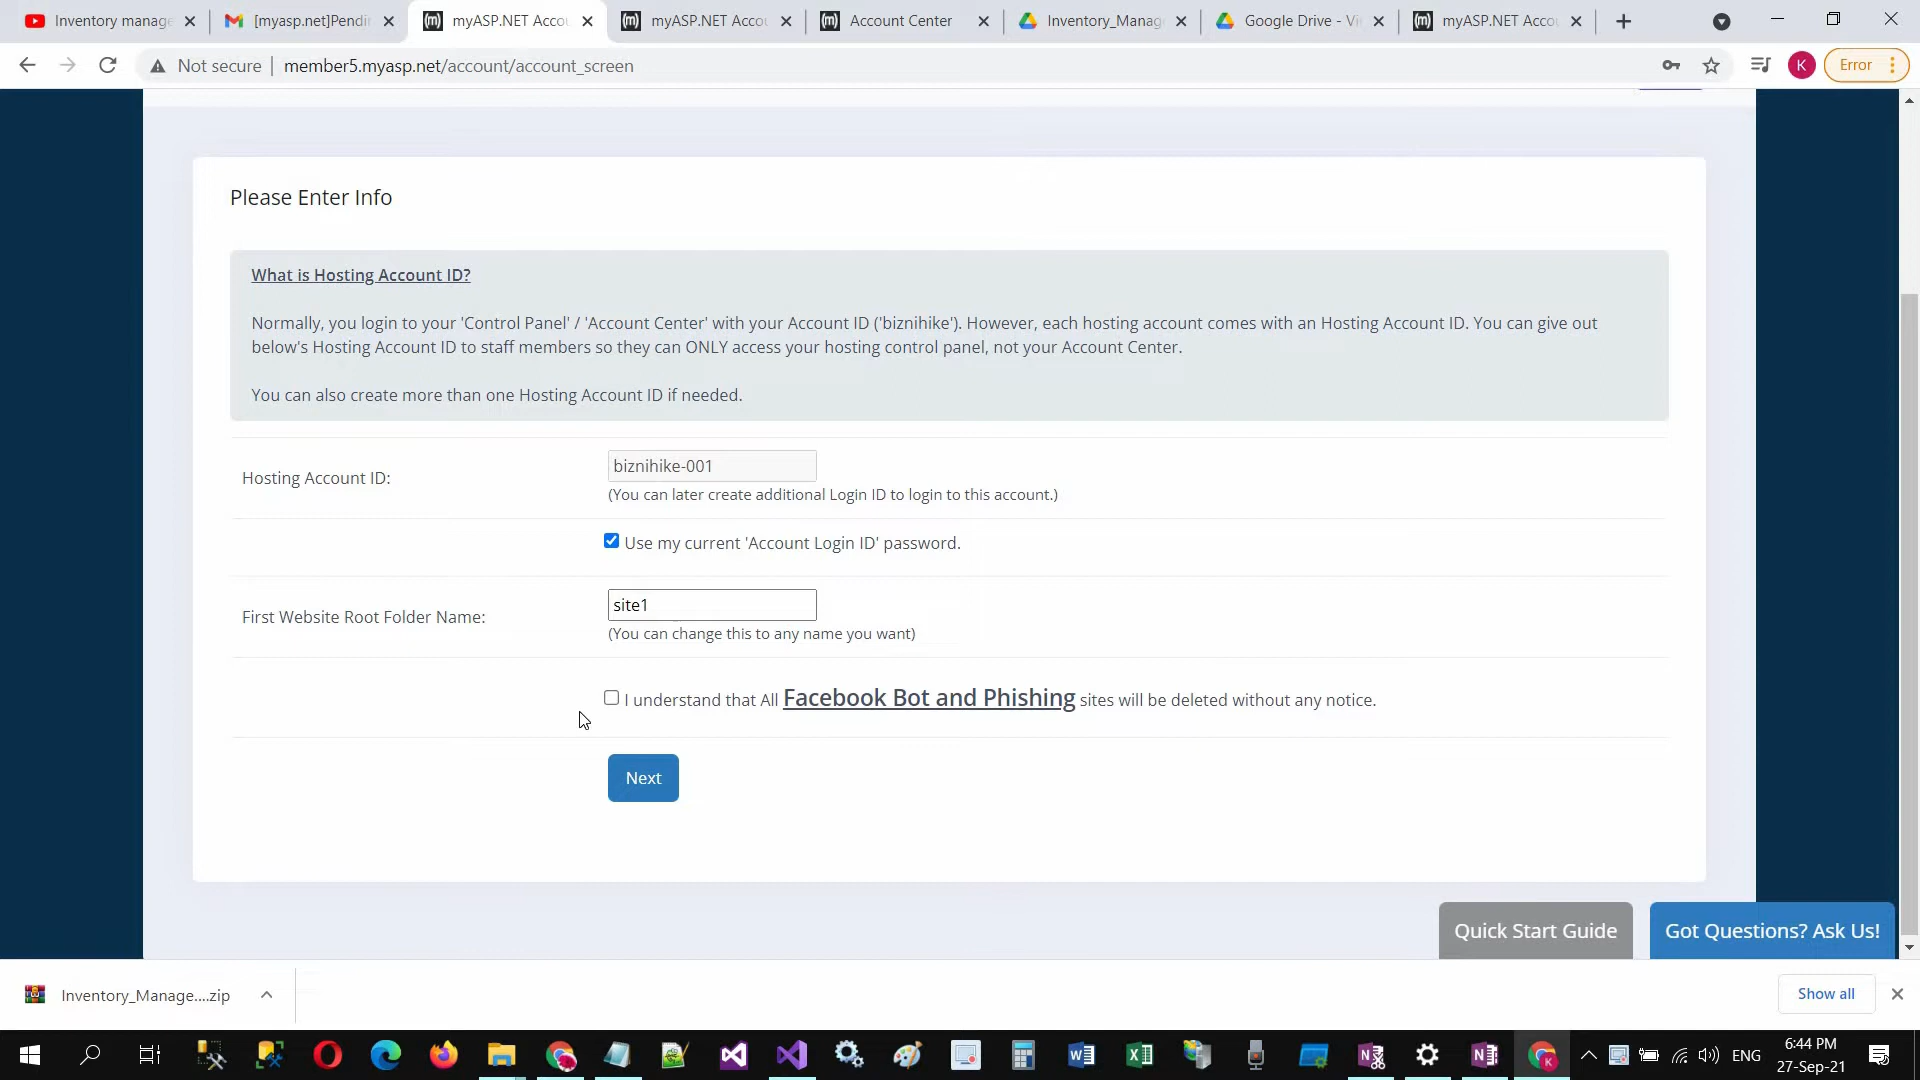 Inventory manage
[myasp.net]Pendi
myASP.NET Accou
myASP.NET Accou
Account Center
Inventory_Manag
Google Drive - Vi
myASP.NET Acco
Not secure
member5.myasp.net/account/account_screen
K
Error
Please Enter Info
What is Hosting Account ID?
Normally, you login to your 'Control Panel' / 'Account Center' with your Account ID ('biznihike'). However, each hosting account comes with an Hosting Account ID. You can give out
below's Hosting Account ID to staff members so they can ONLY access your hosting control panel, not your Account Center.
You can also create more than one Hosting Account ID if needed.
Hosting Account ID:
biznihike-001
(You can later create additional Login ID to login to this account.)
Use my current 'Account Login ID' password.
First Website Root Folder Name:
site1
(You can change this to any name you want)
I understand that All Facebook Bot and Phishing sites will be deleted without any notice.
Next
Quick Start Guide
Got Questions? Ask Us!
Inventory_Manage....zip
Show all
ENG
6:44 PM
27-Sep-21